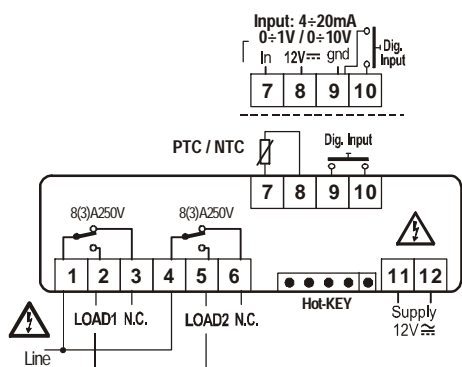 Input: 4÷20mA
0÷1V / 0÷10V
In 12V⎓ gnd
Dig.
Input
7 8 9 10
PTC / NTC
Dig. Input
7 8 9 10
8(3)A250V 8(3)A250V
1 2 3 4 5 6
11 12
LOAD1 N.C. LOAD2 N.C.
Hot-KEY
Supply
12V≂
Line